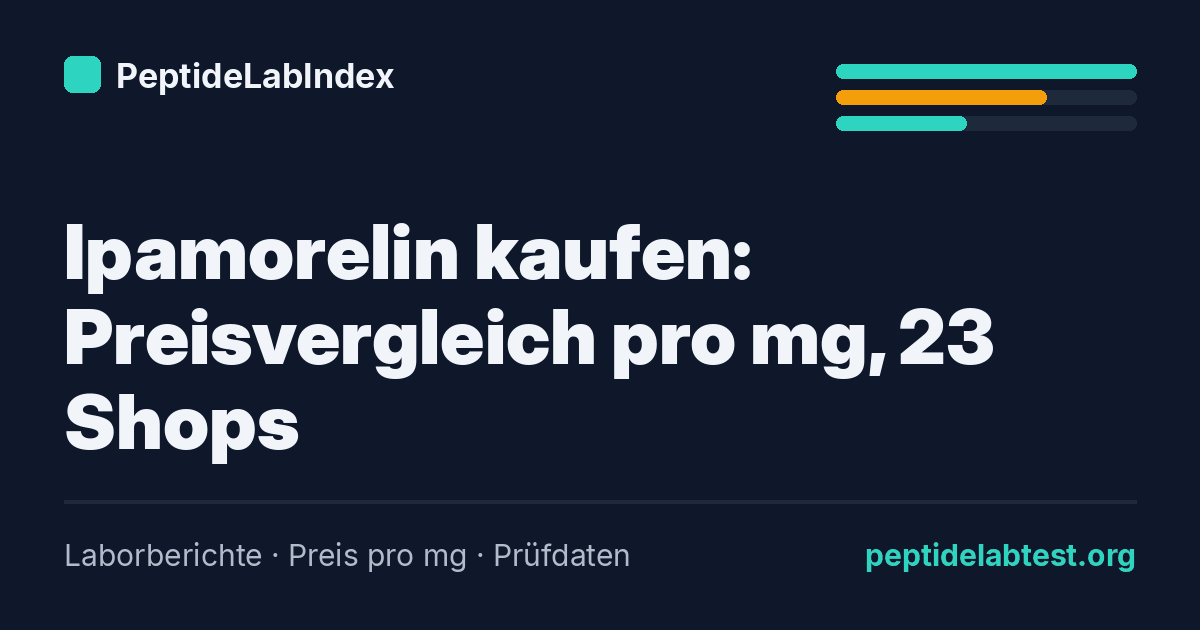 PeptideLabIndex
Ipamorelin kaufen:
Preisvergleich pro mg, 23
Shops
Laborberichte · Preis pro mg · Prüfdaten
peptidelabtest.org